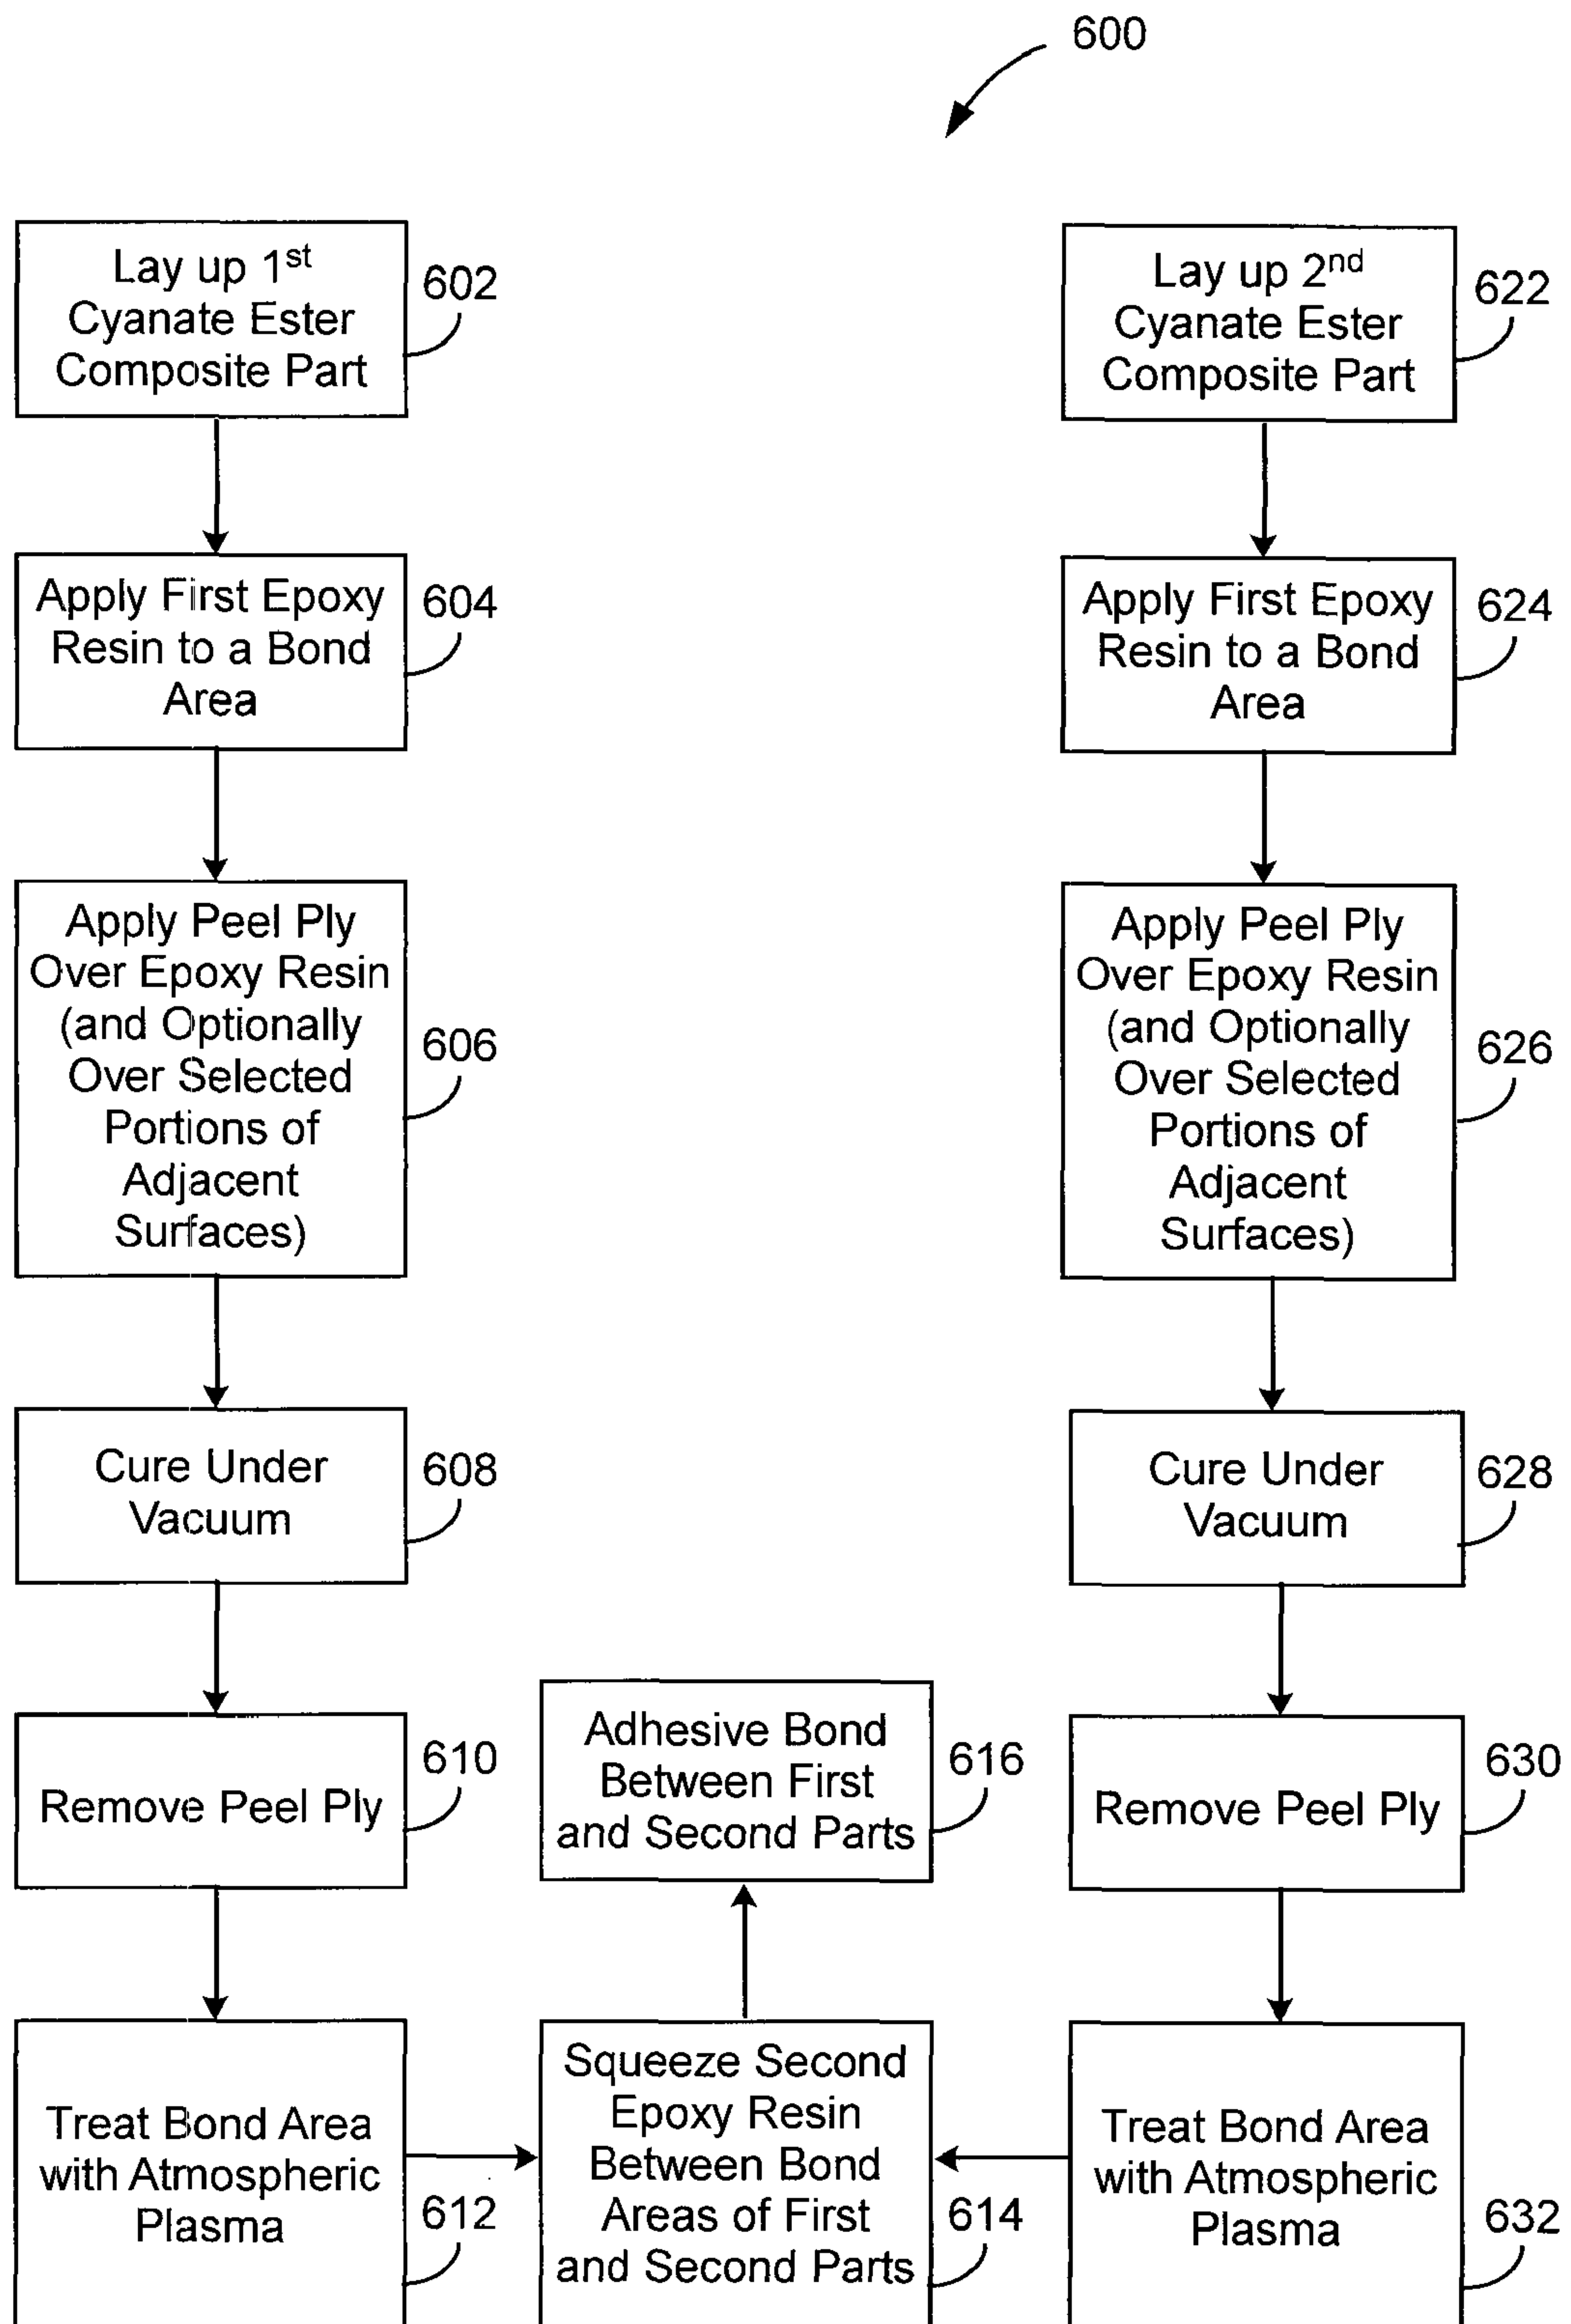 600
Lay up 1st
Cyanate Ester
Composite Part
602
Apply First Epoxy
Resin to a Bond
Area
604
Apply Peel Ply
Over Epoxy Resin
(and Optionally
Over Selected
Portions of
Adjacent
Surfaces)
606
Cure Under
Vacuum
608
Remove Peel Ply
610
Treat Bond Area
with Atmospheric
Plasma
612
Lay up 2nd
Cyanate Ester
Composite Part
622
Apply First Epoxy
Resin to a Bond
Area
624
Apply Peel Ply
Over Epoxy Resin
(and Optionally
Over Selected
Portions of
Adjacent
Surfaces)
626
Cure Under
Vacuum
628
Remove Peel Ply
630
Treat Bond Area
with Atmospheric
Plasma
632
Squeeze Second
Epoxy Resin
Between Bond
Areas of First
and Second Parts
614
Adhesive Bond
Between First
and Second Parts
616